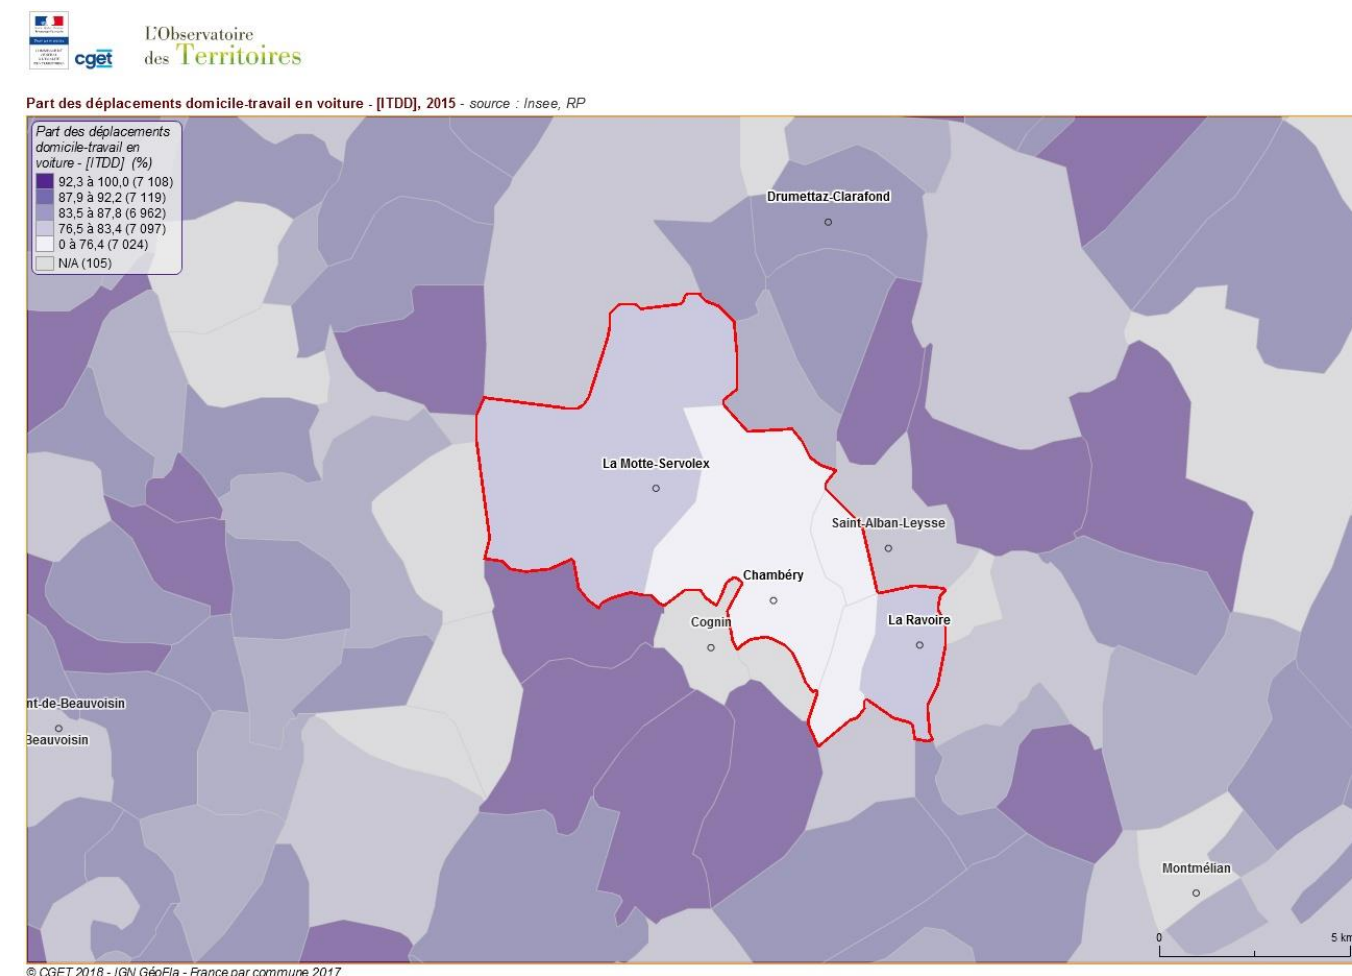 cget
L'Observatoire
des Territoires
Part des déplacements domicile-travail en voiture - [ITDD], 2015 - source : Insee, RP
Part des déplacements
domicile-travail en
voiture - [ITDD] (%)
92,3 à 100,0 (7 108)
87,9 à 92,2 (7 119)
83,5 à 87,8 (6 962)
76,5 à 83,4 (7 097)
0 à 76,4 (7 024)
N/A (105)
Drumettaz-Clarafond
La Motte-Servolex
Saint-Alban-Leysse
Chambéry
Cognin
La Ravoire
nt-de-Beauvoisin
Beauvoisin
Montmélian
0 5 km
© CGET 2018 - IGN GéoFla - France par commune 2017